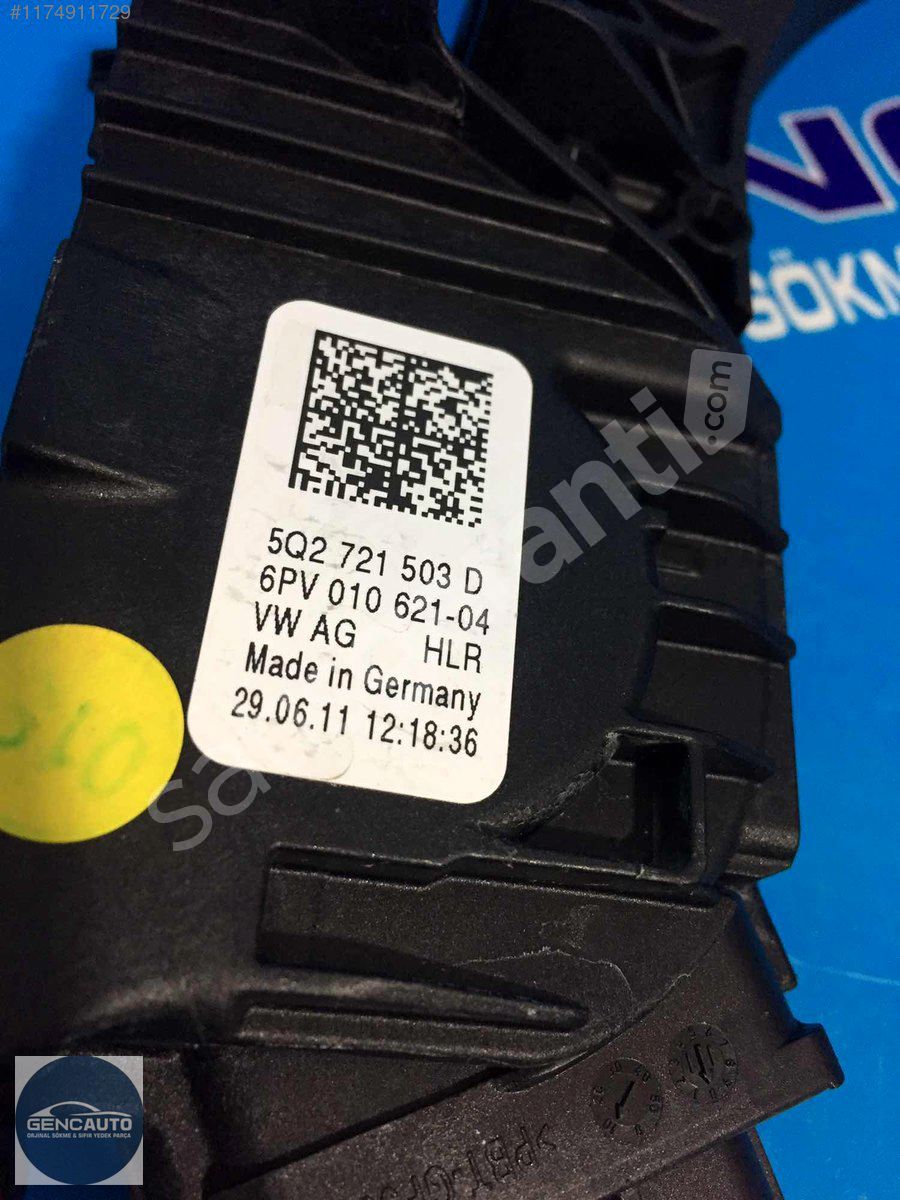 #1174911729
SÖKM
5Q2 721 503 D
6PV 010 621-04
VW AG HLR
Made in Germany
29.06.11 12:18:36
.com
GENCAUTO
ORJİNAL SÖKME & SIFIR YEDEK PARÇA